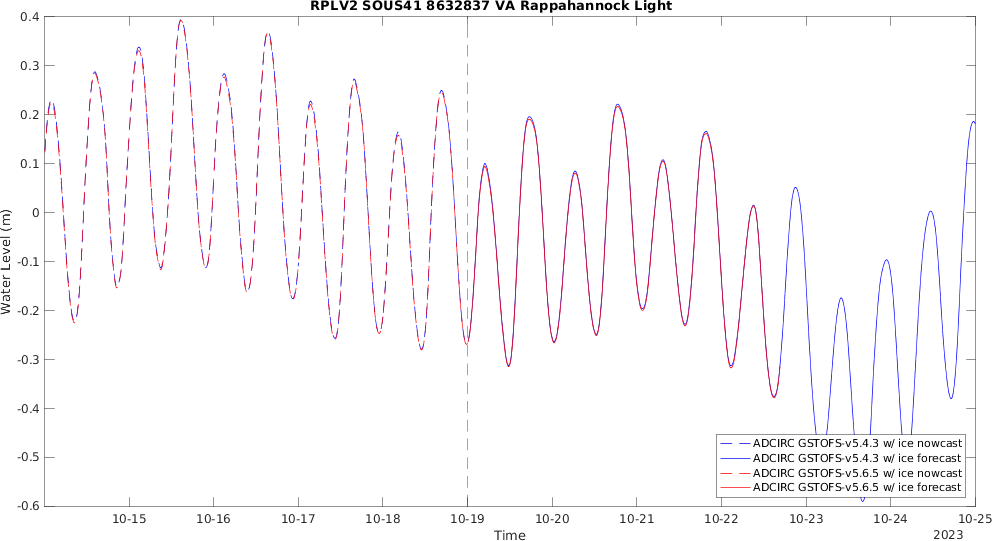 RPLV2 SOUS41 8632837 VA Rappahannock Light
0.4
0.3
0.2
0.1
0
-0.1
-0.2
-0.3
-0.4
-0.5
-0.6
Water Level (m)
ADCIRC GSTOFS-v5.4.3 w/ ice nowcast
ADCIRC GSTOFS-v5.4.3 w/ ice forecast
ADCIRC GSTOFS-v5.6.5 w/ ice nowcast
ADCIRC GSTOFS-v5.6.5 w/ ice forecast
10-15 10-16 10-17 10-18 10-19 10-20 10-21 10-22 10-23 10-24 10-25
Time
2023